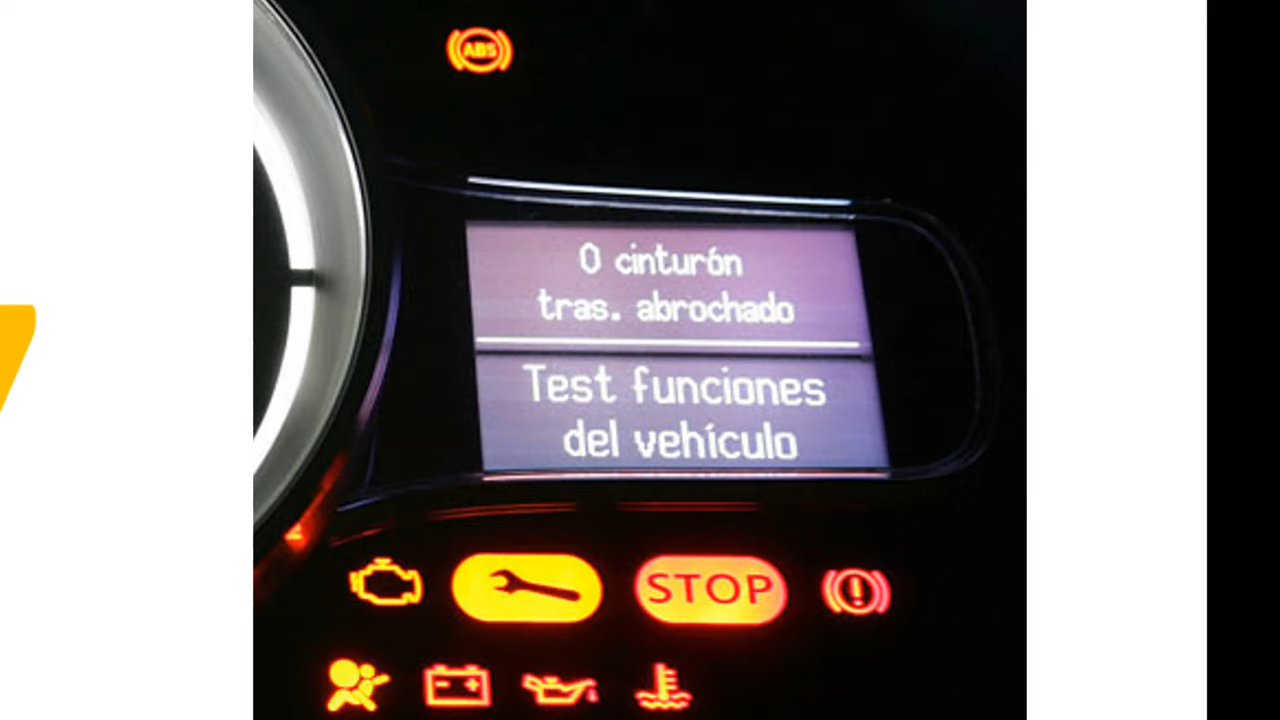 ABS
0 cinturón
tras. abrochado
Test funciones
del vehículo
STOP